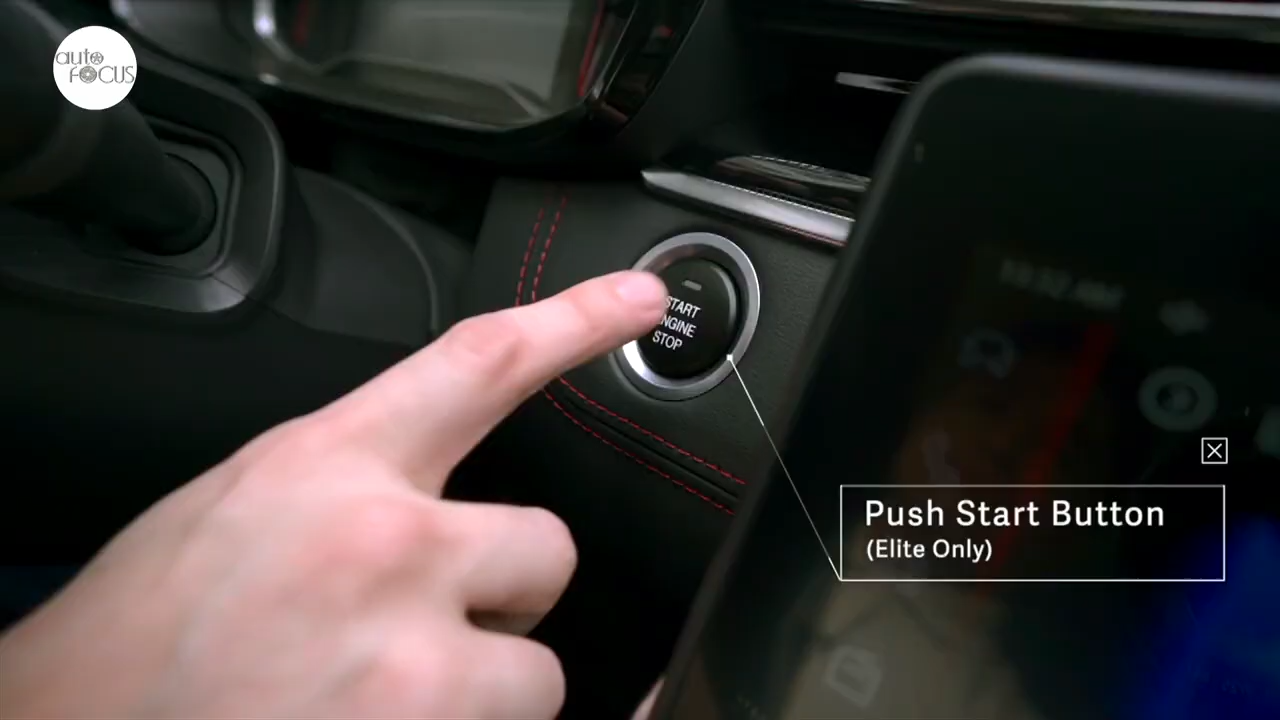 auto
FOCUS
START
ENGINE
STOP
Push Start Button
(Elite Only)